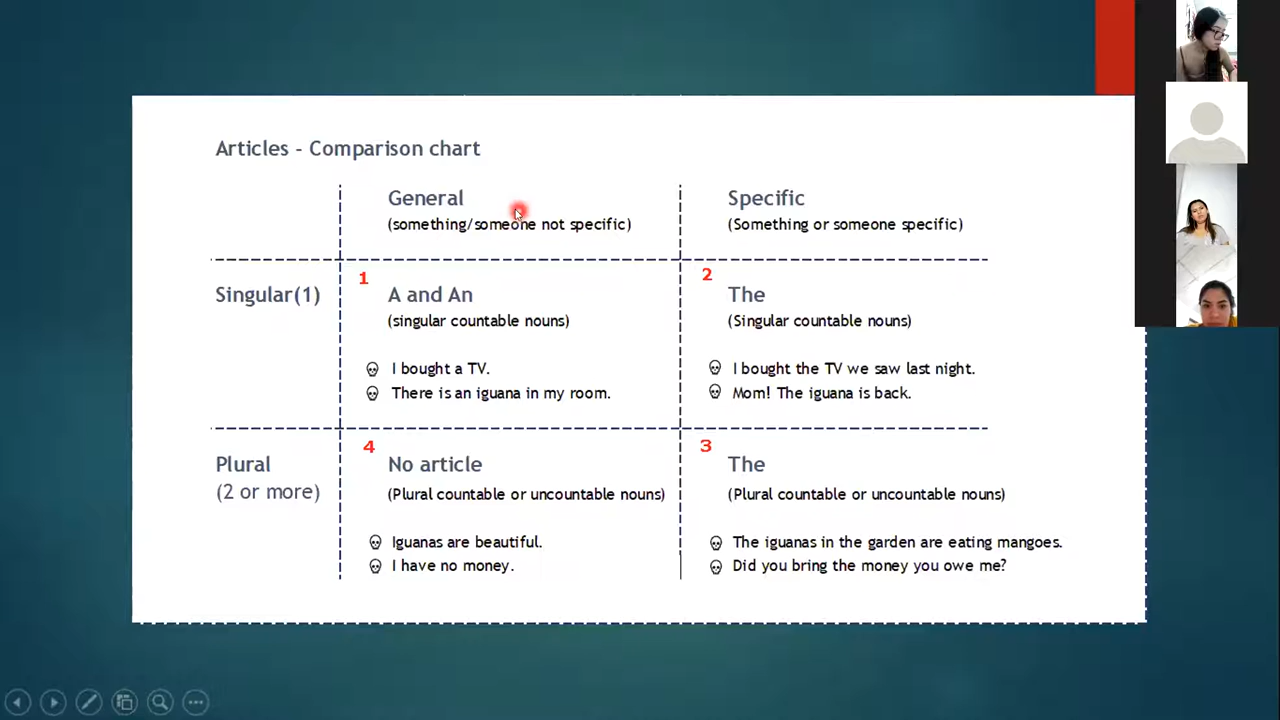 Articles - Comparison chart
General
(something/someone not specific)
Specific
(Something or someone specific)
Singular(1)
1
A and An
(singular countable nouns)
I bought a TV.
There is an iguana in my room.
2
The
(Singular countable nouns)
I bought the TV we saw last night.
Mom! The iguana is back.
Plural
(2 or more)
4
No article
(Plural countable or uncountable nouns)
Iguanas are beautiful.
I have no money.
3
The
(Plural countable or uncountable nouns)
The iguanas in the garden are eating mangoes.
Did you bring the money you owe me?